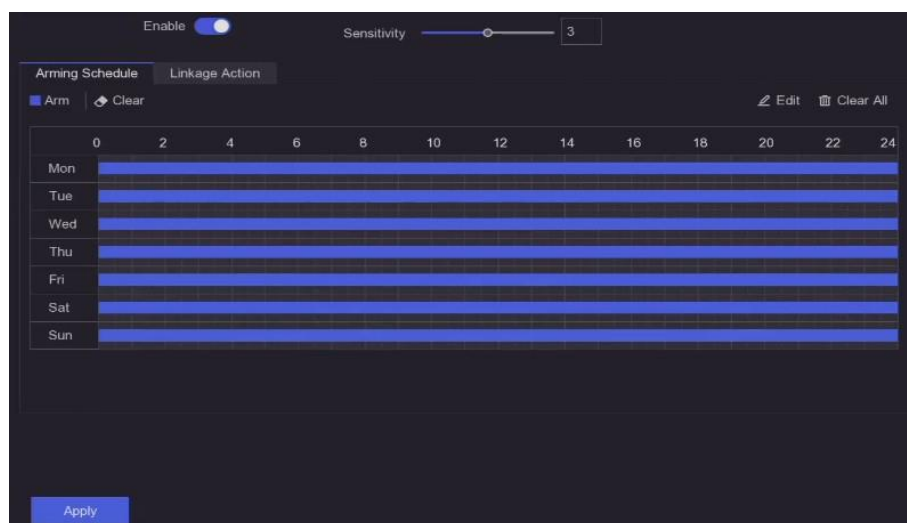 Enable Sensitivity 3
Arming Schedule Linkage Action
Arm Clear Edit Clear All
0 2 4 6 8 10 12 14 16 18 20 22 24
Mon
Tue
Wed
Thu
Fri
Sat
Sun
Apply